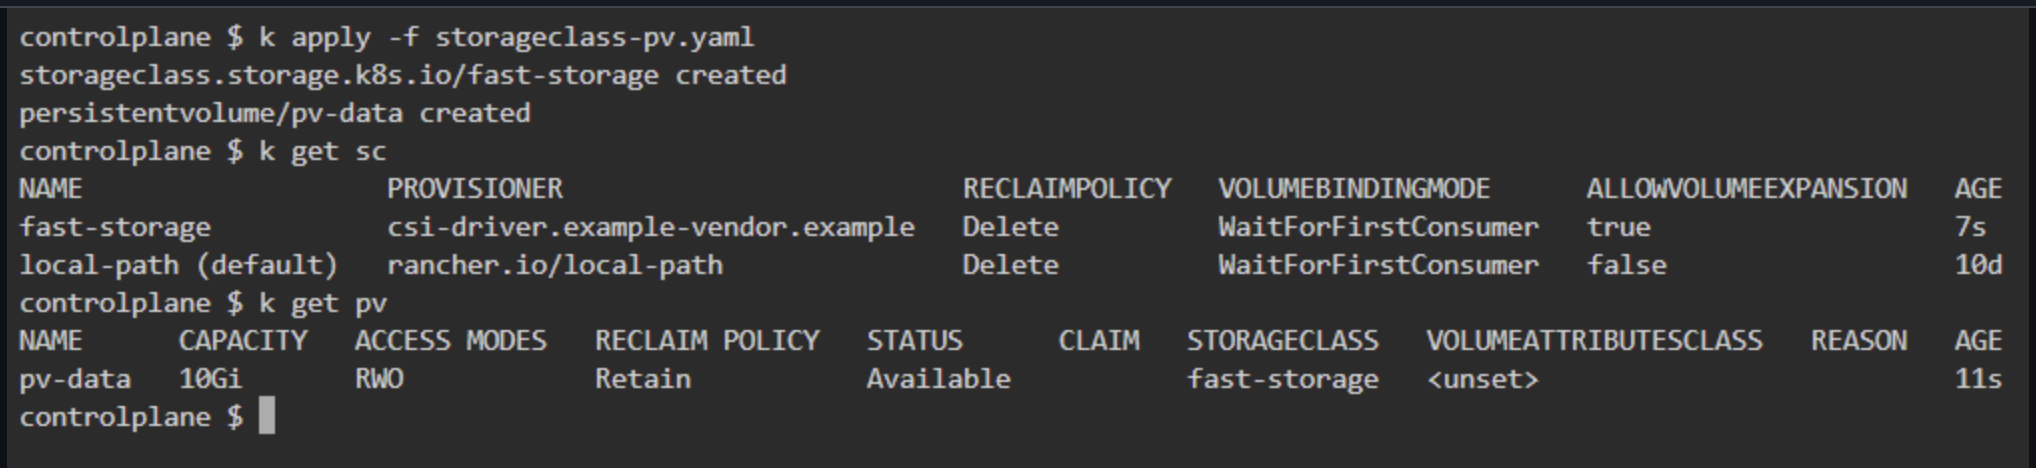 controlplane $ k apply -f storageclass-pv.yaml
storageclass.storage.k8s.io/fast-storage created
persistentvolume/pv-data created
controlplane $ k get sc
NAME                   PROVISIONER                         RECLAIMPOLICY   VOLUMEBINDINGMODE      ALLOWVOLUMEEXPANSION   AGE
fast-storage           csi-driver.example-vendor.example   Delete          WaitForFirstConsumer   true                   7s
local-path (default)   rancher.io/local-path               Delete          WaitForFirstConsumer   false                  10d
controlplane $ k get pv
NAME      CAPACITY   ACCESS MODES   RECLAIM POLICY   STATUS      CLAIM   STORAGECLASS   VOLUMEATTRIBUTESCLASS   REASON   AGE
pv-data   10Gi       RWO            Retain           Available           fast-storage   <unset>                          11s
controlplane $